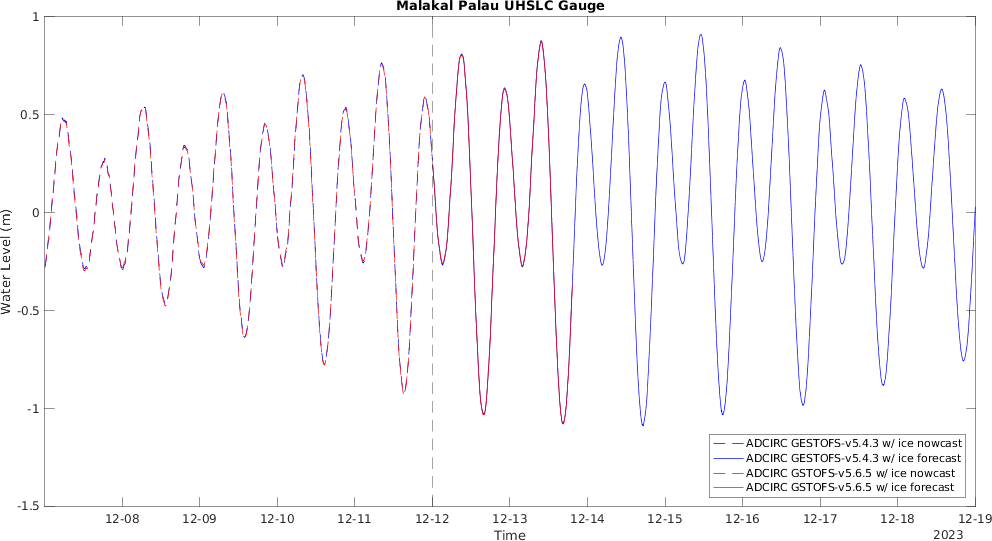 Malakal Palau UHSLC Gauge
1
0.5
0
-0.5
-1
-1.5
Water Level (m)
12-08 12-09 12-10 12-11 12-12 12-13 12-14 12-15 12-16 12-17 12-18 12-19
Time
2023
ADCIRC GESTOFS-v5.4.3 w/ ice nowcast
ADCIRC GESTOFS-v5.4.3 w/ ice forecast
ADCIRC GSTOFS-v5.6.5 w/ ice nowcast
ADCIRC GSTOFS-v5.6.5 w/ ice forecast